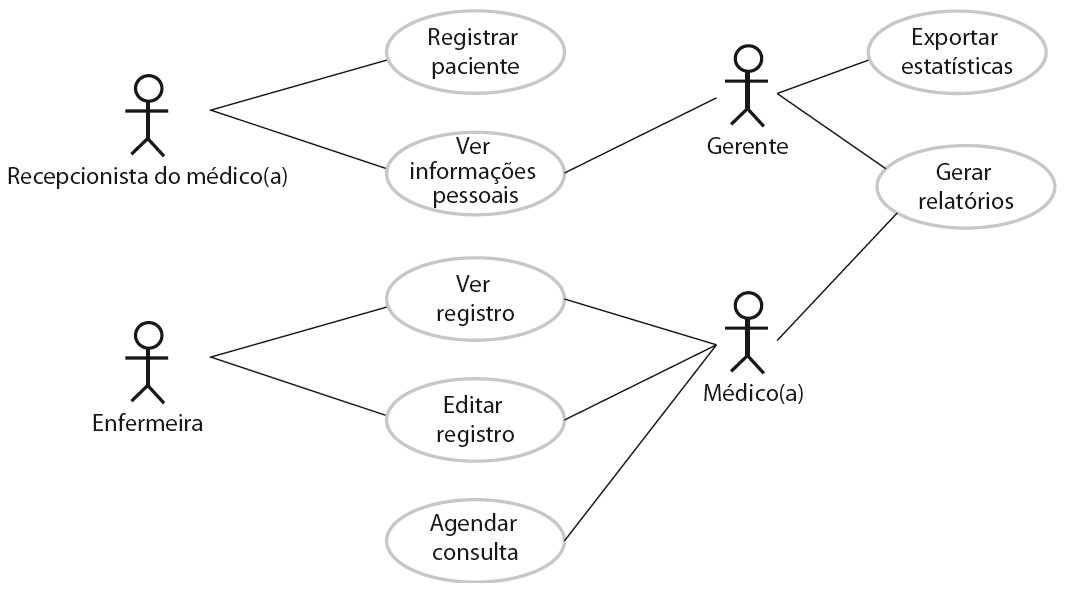 Registrar
paciente
Exportar
estatísticas
Recepcionista do médico(a)
Ver
informações
pessoais
Gerente
Gerar
relatórios
Ver
registro
Enfermeira
Editar
registro
Médico(a)
Agendar
consulta